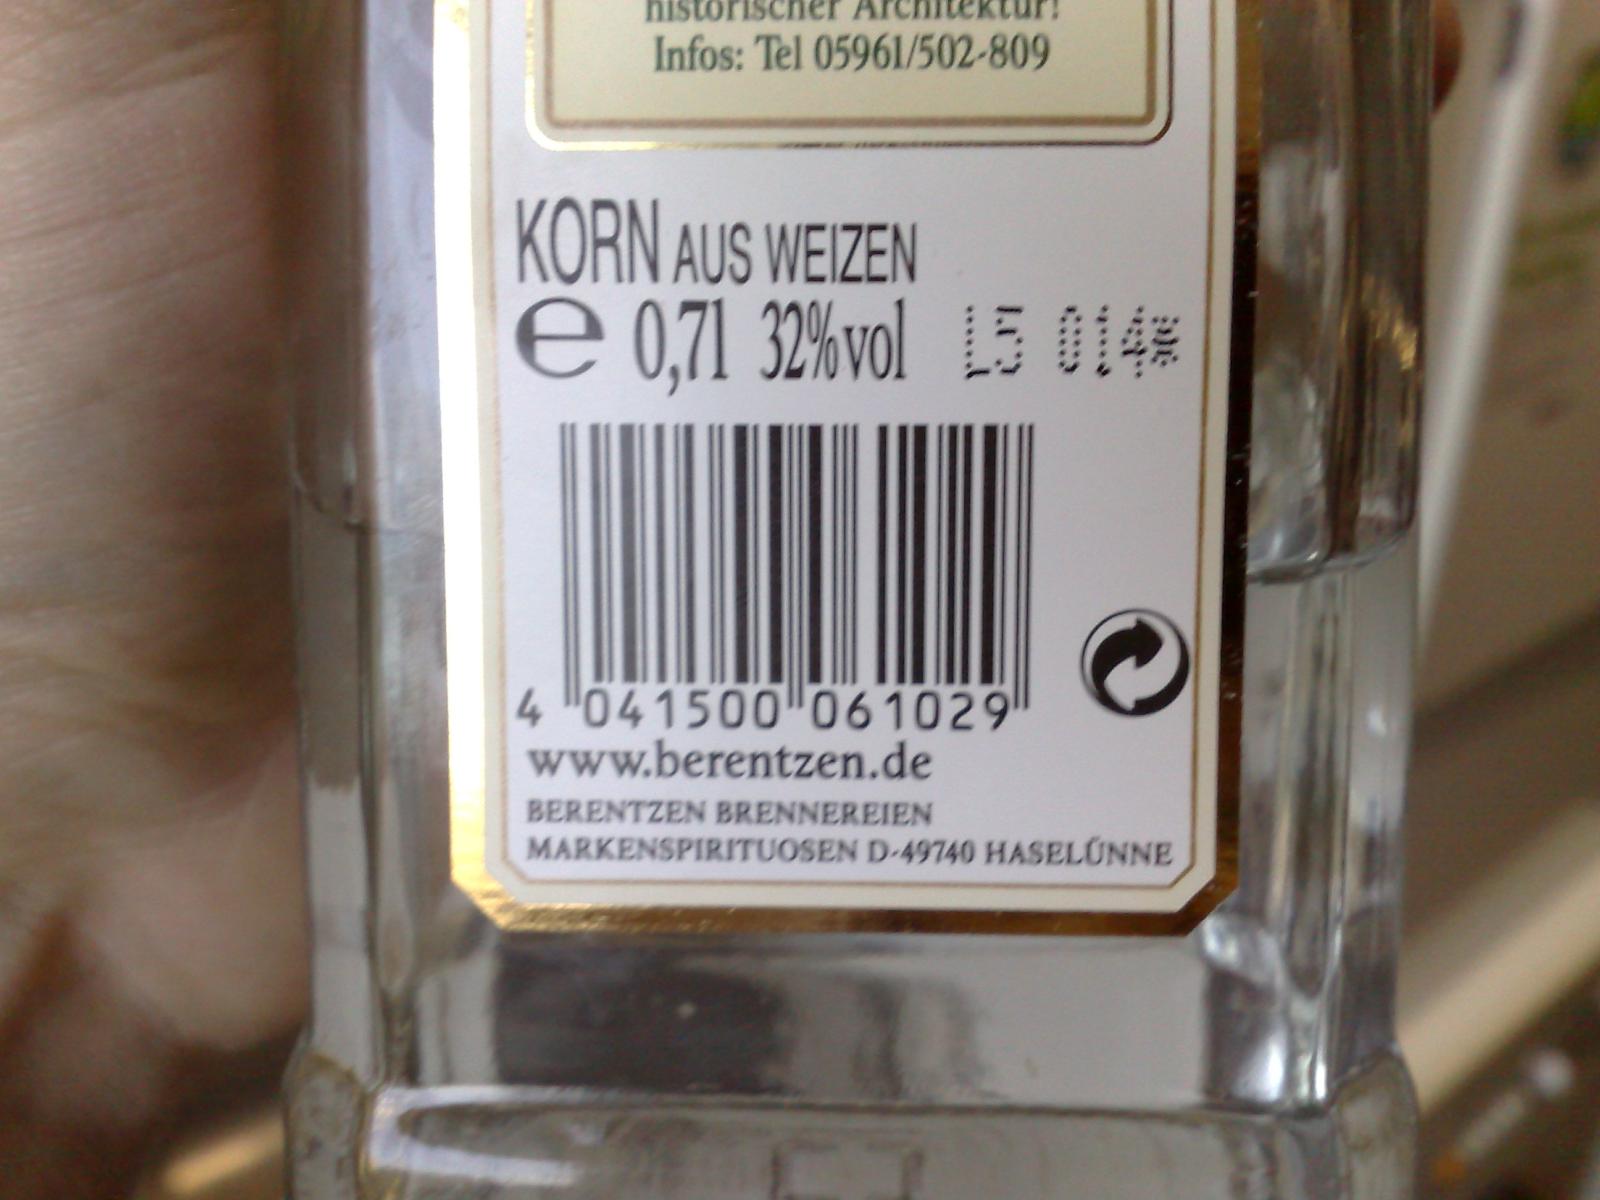 historischer Architektur!
Infos: Tel 05961/502-809
KORN AUS WEIZEN
e 0,7l 32%vol L5 014
4 041500 061029
www.berentzen.de
BERENTZEN BRENNEREIEN
MARKENSPIRITUOSEN D-49740 HASELÜNNE